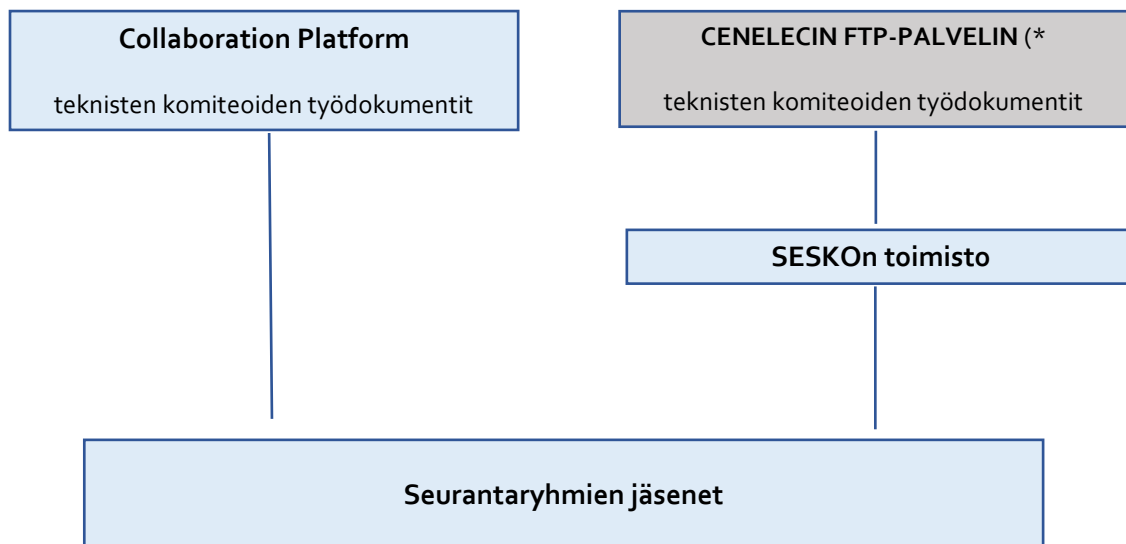 Collaboration Platform
teknisten komiteoiden työdokumentit
CENELECIN FTP-PALVELIN (*
teknisten komiteoiden työdokumentit
SESKOn toimisto
Seurantaryhmien jäsenet